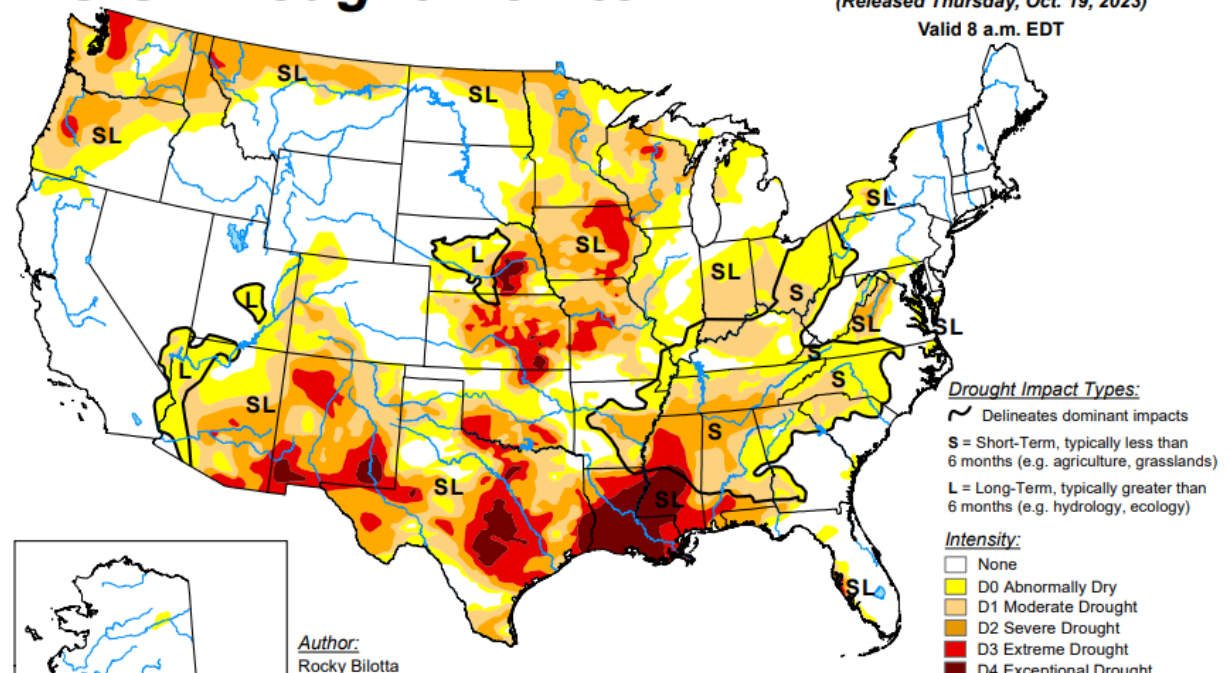 (Released Thursday, Oct. 19, 2023)
Valid 8 a.m. EDT
SL
SL
SL
SL
SL
L
SL
S
L
SL
SL
S
L
S
SL
S
SL
SL
SL
Drought Impact Types:
Delineates dominant impacts
S = Short-Term, typically less than
6 months (e.g. agriculture, grasslands)
L = Long-Term, typically greater than
6 months (e.g. hydrology, ecology)
Intensity:
None
D0 Abnormally Dry
D1 Moderate Drought
D2 Severe Drought
D3 Extreme Drought
D4 Exceptional Drought
Author:
Rocky Bilotta